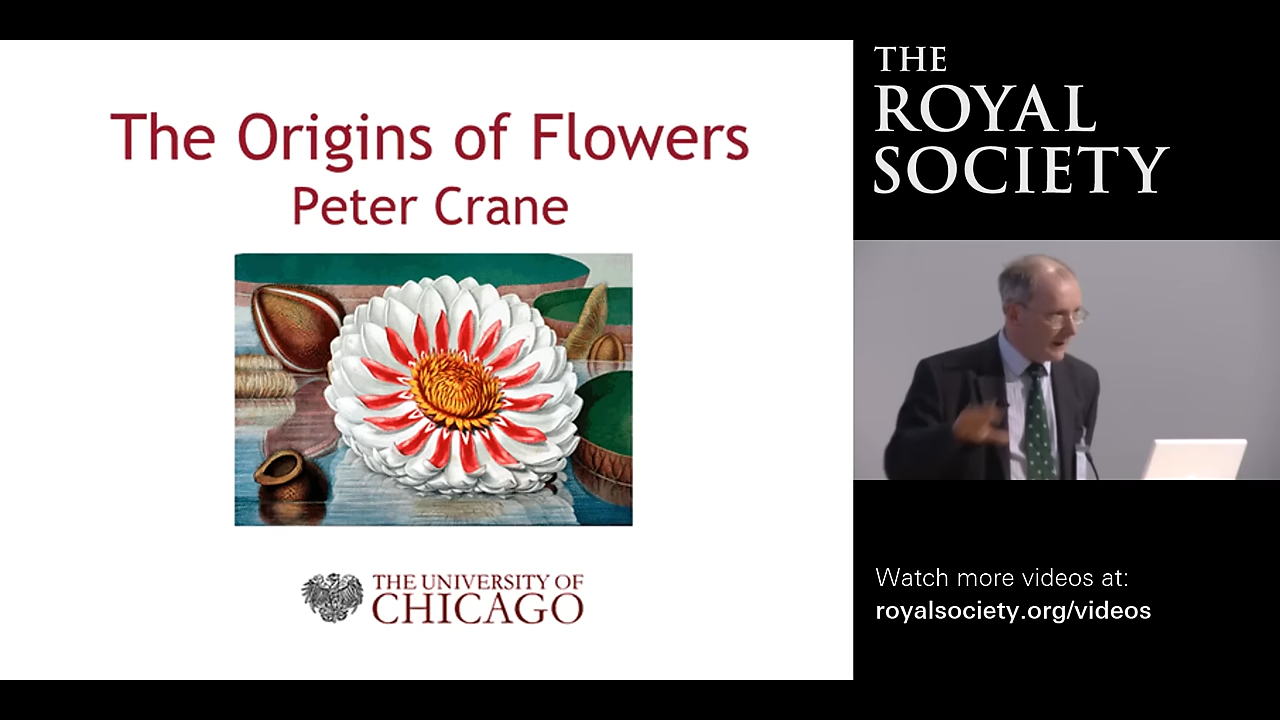 The Origins of Flowers
Peter Crane
THE UNIVERSITY OF
CHICAGO
THE
ROYAL
SOCIETY
Watch more videos at:
royalsociety.org/videos